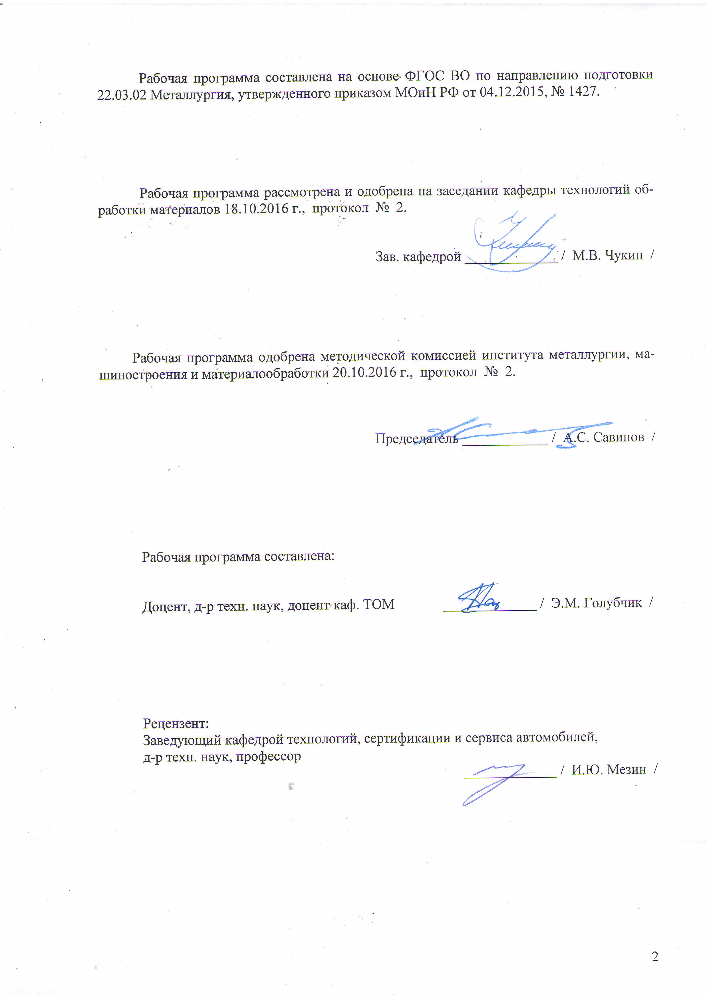 Рабочая программа составлена на основе ФГОС ВО по направлению подготовки
22.03.02 Металлургия, утвержденного приказом МОиН РФ от 04.12.2015, № 1427.
Рабочая программа рассмотрена и одобрена на заседании кафедры технологий об-
работки материалов 18.10.2016 г., протокол № 2.
Зав. кафедрой _____________ / М.В. Чукин /
Рабочая программа одобрена методической комиссией института металлургии, ма-
шиностроения и материалообработки 20.10.2016 г., протокол № 2.
Председатель ____________ / А.С. Савинов /
Рабочая программа составлена:
Доцент, д-р техн. наук, доцент каф. ТОМ _____________ / Э.М. Голубчик /
Рецензент:
Заведующий кафедрой технологий, сертификации и сервиса автомобилей,
д-р техн. наук, профессор
_____________ / И.Ю. Мезин /
2